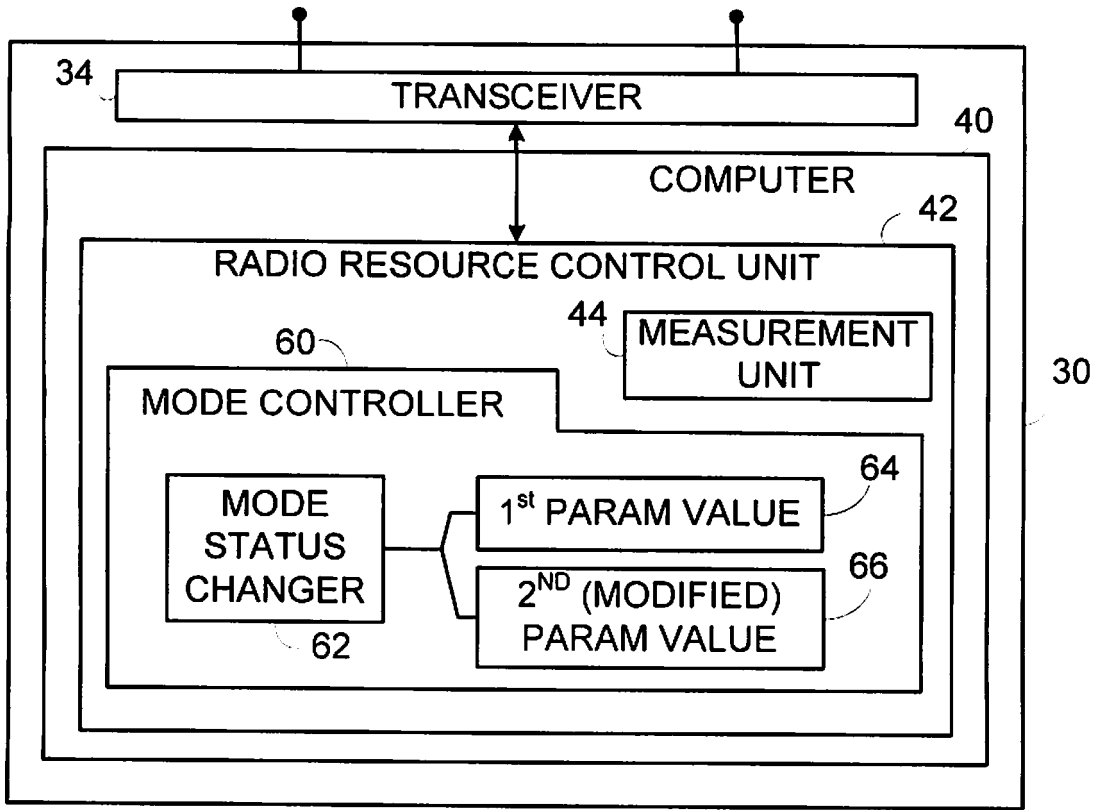 34
TRANSCEIVER
40
COMPUTER
42
RADIO RESOURCE CONTROL UNIT
44
MEASUREMENT
UNIT
30
60
MODE CONTROLLER
MODE
STATUS
CHANGER
62
1st PARAM VALUE
64
2ND (MODIFIED)
PARAM VALUE
66